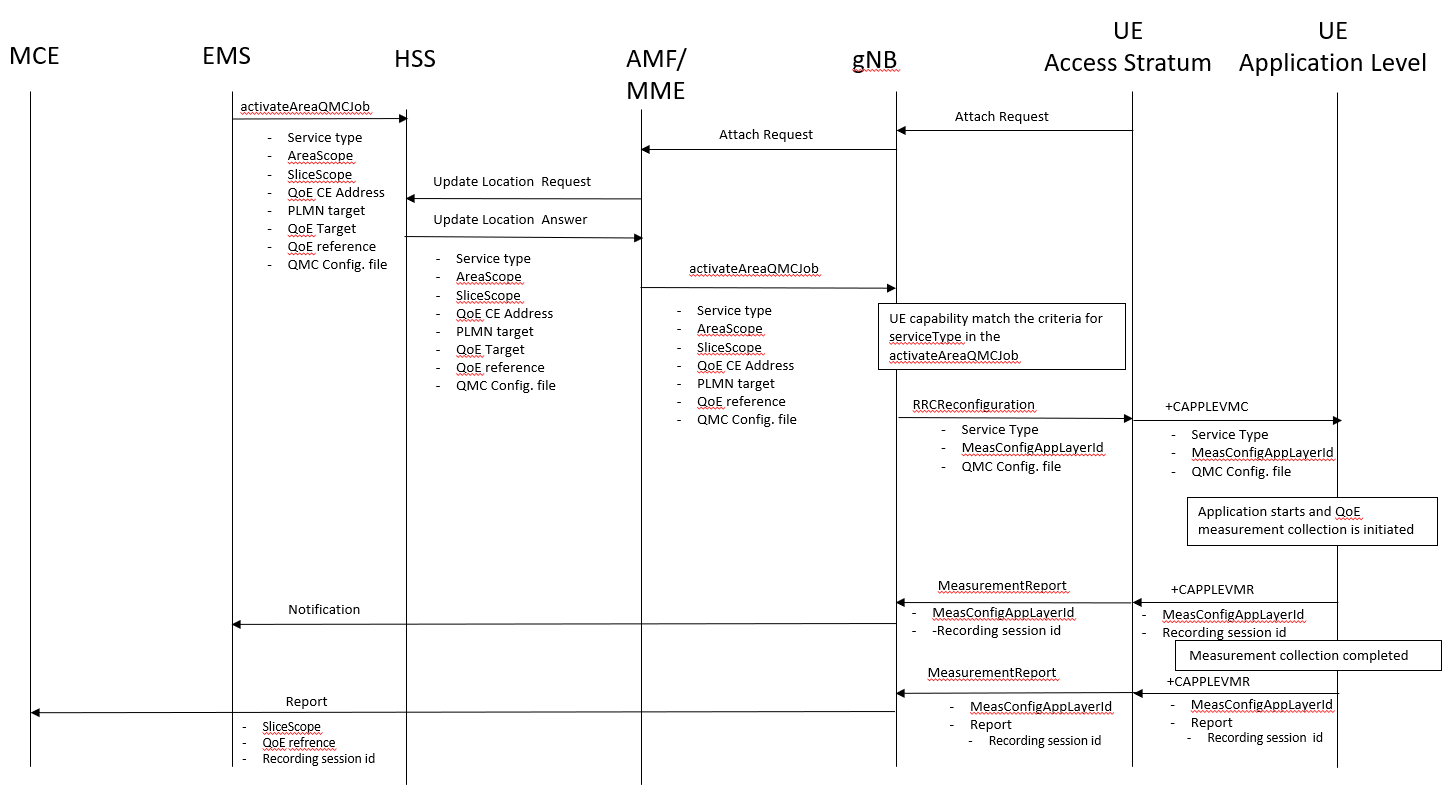 MCE
EMS
HSS
AMF/
MME
gNB
UE
Access Stratum
UE
Application Level
activateAreaQMCJob
- Service type
- AreaScope
- SliceScope
- QoE CE Address
- PLMN target
- QoE Target
- QoE reference
- QMC Config. file
Attach Request
Attach Request
Update Location  Request
Update Location  Answer
- Service type
- AreaScope
- SliceScope
- QoE CE Address
- PLMN target
- QoE Target
- QoE reference
- QMC Config. file
activateAreaQMCJob
- Service type
- AreaScope
- SliceScope
- QoE CE Address
- PLMN target
- QoE reference
- QMC Config. file
UE capability match the criteria for
serviceType in the
activateAreaQMCJob
RRCReconfiguration
- Service Type
- MeasConfigAppLayerId
- QMC Config. file
+CAPPLEVMC
- Service Type
- MeasConfigAppLayerId
- QMC Config. file
Application starts and QoE
measurement collection is initiated
+CAPPLEVMR
- MeasConfigAppLayerId
- Recording session id
MeasurementReport
- MeasConfigAppLayerId
- -Recording session id
Notification
Measurement collection completed
+CAPPLEVMR
- MeasConfigAppLayerId
- Report
- Recording session  id
MeasurementReport
- MeasConfigAppLayerId
- Report
- Recording session id
Report
- SliceScope
- QoE refrence
- Recording session id